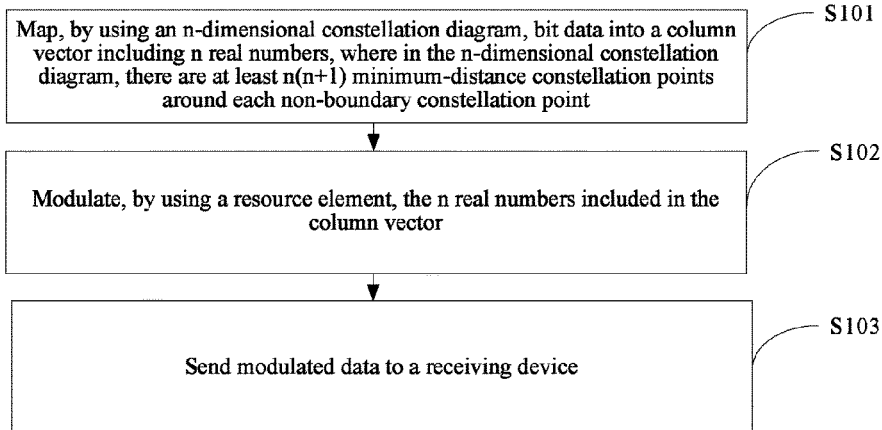 S101
Map, by using an n-dimensional constellation diagram, bit data into a column
vector including n real numbers, where in the n-dimensional constellation
diagram, there are at least n(n+1) minimum-distance constellation points
around each non-boundary constellation point
S102
Modulate, by using a resource element, the n real numbers included in the
column vector
S103
Send modulated data to a receiving device